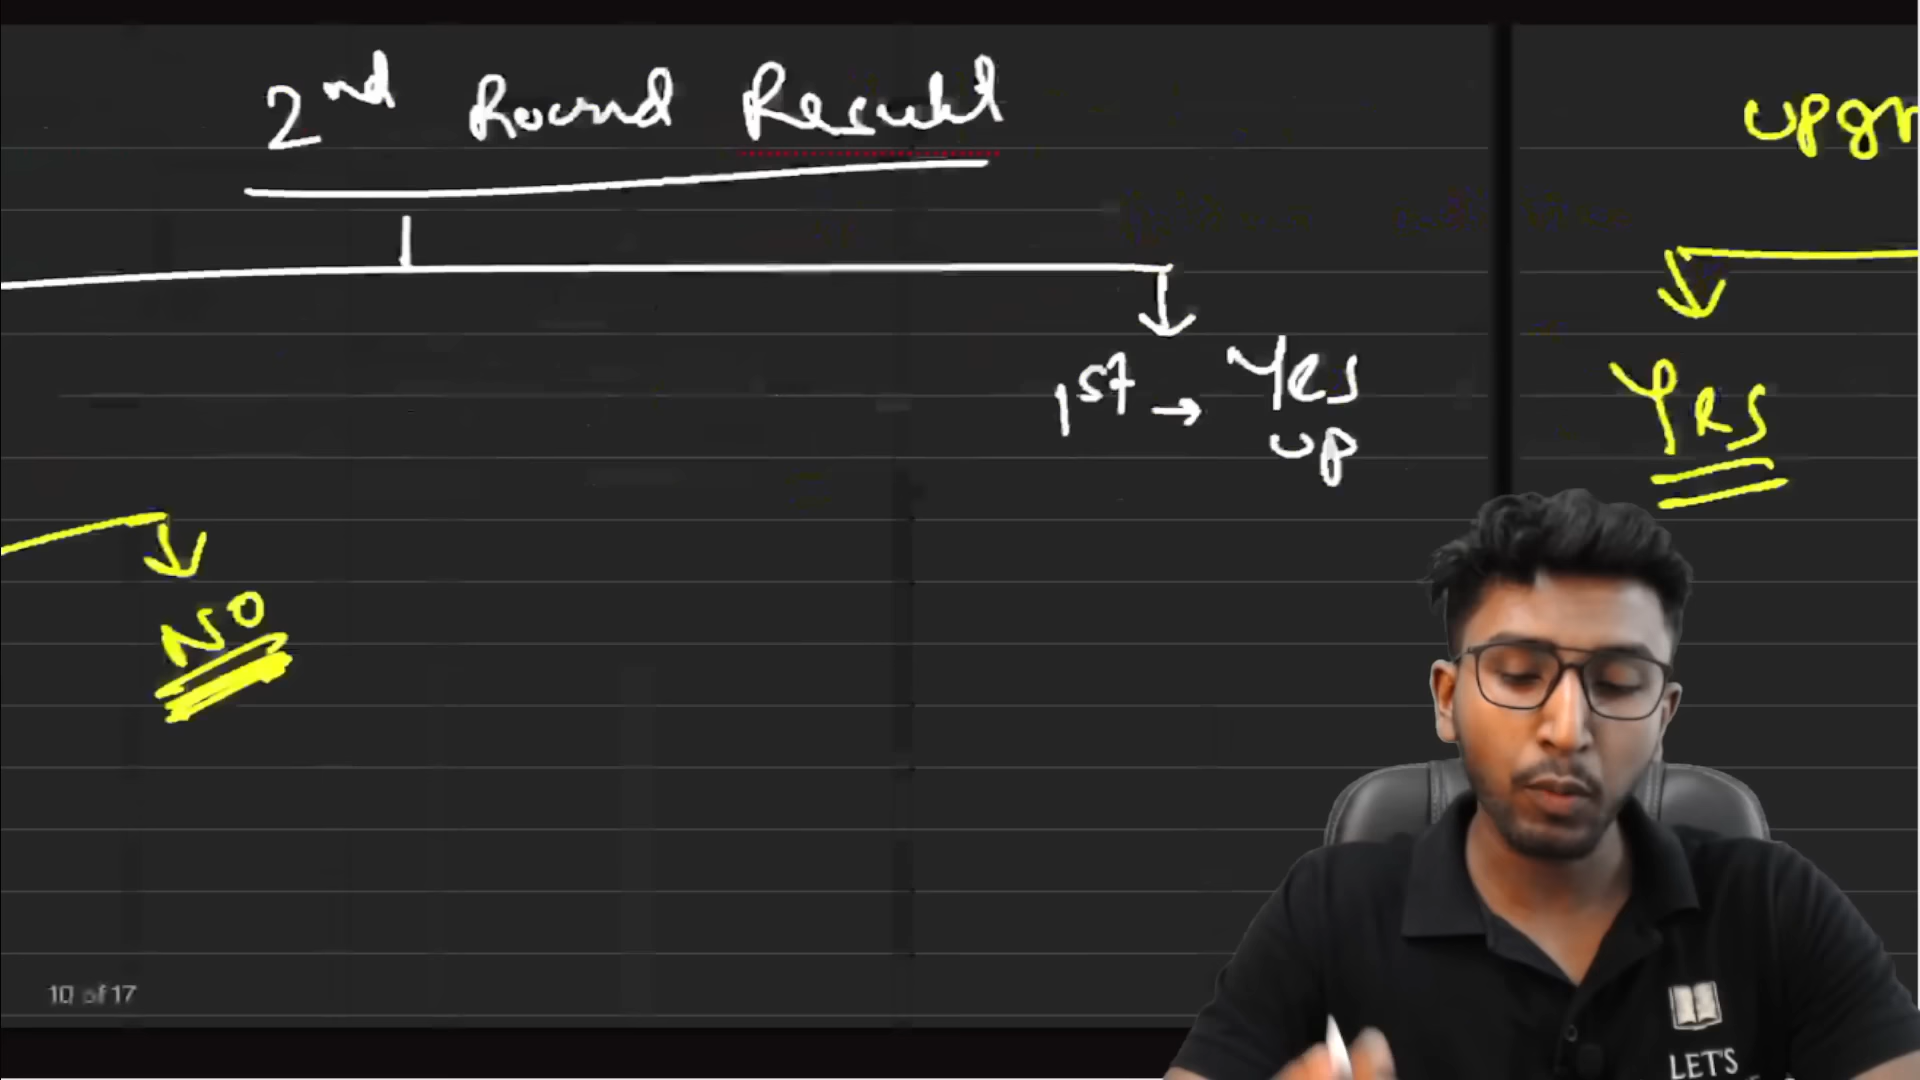 2nd Round Result
1st → Yes
up
NO
upgr
Yes
10 of 17
LET'S